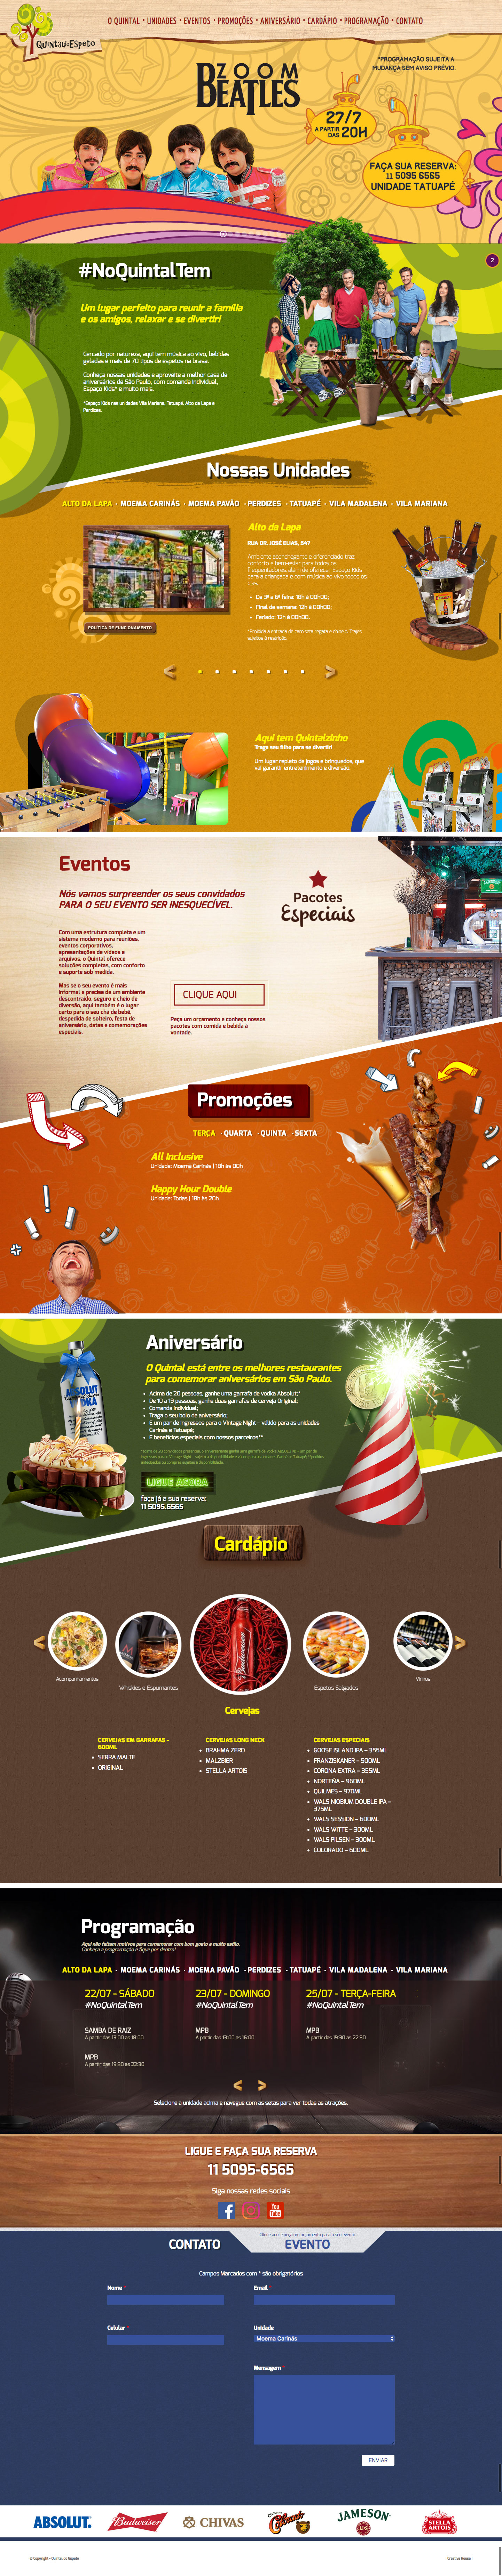 O QUINTAL • UNIDADES • EVENTOS • PROMOÇÕES • ANIVERSÁRIO • CARDÁPIO • PROGRAMAÇÃO • CONTATO
Quintal do Espeto
*PROGRAMAÇÃO SUJEITA A
MUDANÇA SEM AVISO PRÉVIO.
ZOOM
BEATLES
27/7
A PARTIR
DAS 20H
FAÇA SUA RESERVA:
11 5095 6565
UNIDADE TATUAPÉ
2
#NoQuintalTem
Um lugar perfeito para reunir a família
e os amigos, relaxar e se divertir!
Cercado por natureza, aqui tem música ao vivo, bebidas
geladas e mais de 70 tipos de espetos na brasa.
Conheça nossas unidades e aproveite a melhor casa de
aniversários de São Paulo, com comanda individual,
Espaço Kids* e muito mais.
*Espaço Kids nas unidades Vila Mariana, Tatuapé, Alto da Lapa e
Perdizes.
Nossas Unidades
ALTO DA LAPA • MOEMA CARINÁS • MOEMA PAVÃO • PERDIZES • TATUAPÉ • VILA MADALENA • VILA MARIANA
Alto da Lapa
RUA DR. JOSÉ ELIAS, 547
Ambiente aconchegante e diferenciado traz
conforto e bem-estar para todos os
frequentadores, além de oferecer Espaço Kids
para a criançada e com música ao vivo todos os
dias.
• De 3ª a 6ª feira: 16h à 00h00;
• Final de semana: 12h à 00h00;
• Feriado: 12h à 00h00.
*Proibida a entrada de camiseta regata e chinelo. Trajes
sujeitos à restrição.
POLÍTICA DE FUNCIONAMENTO
< >
Aqui tem Quintalzinho
Traga seu filho para se divertir!
Um lugar repleto de jogos e brinquedos, que
vai garantir entretenimento e diversão.
Eventos
Nós vamos surpreender os seus convidados
PARA O SEU EVENTO SER INESQUECÍVEL.
Com uma estrutura completa e um
sistema moderno para reuniões,
eventos corporativos,
apresentações de vídeos e
arquivos, o Quintal oferece
soluções completas, com conforto
e suporte sob medida.
Mas se o seu evento é mais
informal e precisa de um ambiente
descontraído, seguro e cheio de
diversão, aqui também é o lugar
certo para o seu chá de bebê,
despedida de solteiro, festa de
aniversário, datas e comemorações
especiais.
Pacotes
Especiais
CLIQUE AQUI
Peça um orçamento e conheça nossos
pacotes com comida e bebida à
vontade.
Promoções
TERÇA • QUARTA • QUINTA • SEXTA
All Inclusive
Unidade: Moema Carinás | 18h às 00h
Happy Hour Double
Unidade: Todas | 18h às 20h
Aniversário
O Quintal está entre os melhores restaurantes
para comemorar aniversários em São Paulo.
• Acima de 20 pessoas, ganhe uma garrafa de vodka Absolut;*
• De 10 a 19 pessoas, ganhe duas garrafas de cerveja Original;
• Comanda individual;
• Traga o seu bolo de aniversário;
• E um par de ingressos para o Vintage Night – válido para as unidades
Carinás e Tatuapé;
• E benefícios especiais com nossos parceiros**
ABSOLUT
VODKA
LIGUE AGORA
faça já a sua reserva:
11 5095.6565
Cardápio
< >
Acompanhamentos
Whiskies e Espumantes
Budweiser
Espetos Salgados
Vinhos
Cervejas
CERVEJAS EM GARRAFAS -
600ML
• SERRA MALTE
• ORIGINAL
CERVEJAS LONG NECK
• BRAHMA ZERO
• MALZBIER
• STELLA ARTOIS
CERVEJAS ESPECIAIS
• GOOSE ISLAND IPA – 355ML
• FRANZISKANER – 500ML
• CORONA EXTRA – 355ML
• NORTEÑA – 960ML
• QUILMES – 970ML
• WALS NIOBIUM DOUBLE IPA –
375ML
• WALS SESSION – 600ML
• WALS WITTE – 300ML
• WALS PILSEN – 300ML
• COLORADO – 600ML
Programação
Aqui não faltam motivos para comemorar com bom gosto e muito estilo.
Conheça a programação e fique por dentro!
ALTO DA LAPA • MOEMA CARINÁS • MOEMA PAVÃO • PERDIZES • TATUAPÉ • VILA MADALENA • VILA MARIANA
22/07 - SÁBADO
#NoQuintalTem
SAMBA DE RAIZ
A partir das 13:00 as 18:00
MPB
A partir das 19:30 as 22:30
23/07 - DOMINGO
#NoQuintalTem
MPB
A partir das 13:00 as 16:00
25/07 - TERÇA-FEIRA
#NoQuintalTem
MPB
A partir das 19:30 as 22:30
< >
Selecione a unidade acima e navegue com as setas para ver todas as atrações.
LIGUE E FAÇA SUA RESERVA
11 5095-6565
Siga nossas redes sociais
You
Tube
CONTATO
Clique aqui e peça um orçamento para o seu evento
EVENTO
Campos Marcados com * são obrigatórios
Nome *
Email *
Celular *
Unidade
Moema Carinás
Mensagem *
ENVIAR
ABSOLUT.
Budweiser
CHIVAS
Colorado
JAMESON
STELLA
ARTOIS
© Copyright - Quintal do Espeto
| Creative House |